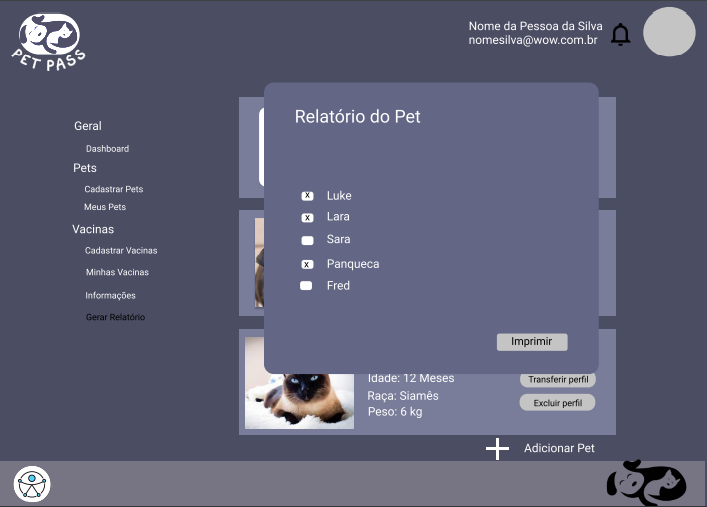 PET PASS
Nome da Pessoa da Silva
nomesilva@wow.com.br
Geral
Dashboard
Pets
Cadastrar Pets
Meus Pets
Vacinas
Cadastrar Vacinas
Minhas Vacinas
Informações
Gerar Relatório
Relatório do Pet
x Luke
x Lara
Sara
x Panqueca
Fred
Imprimir
Idade: 12 Meses
Raça: Siamês
Peso: 6 kg
Transferir perfil
Excluir perfil
Adicionar Pet